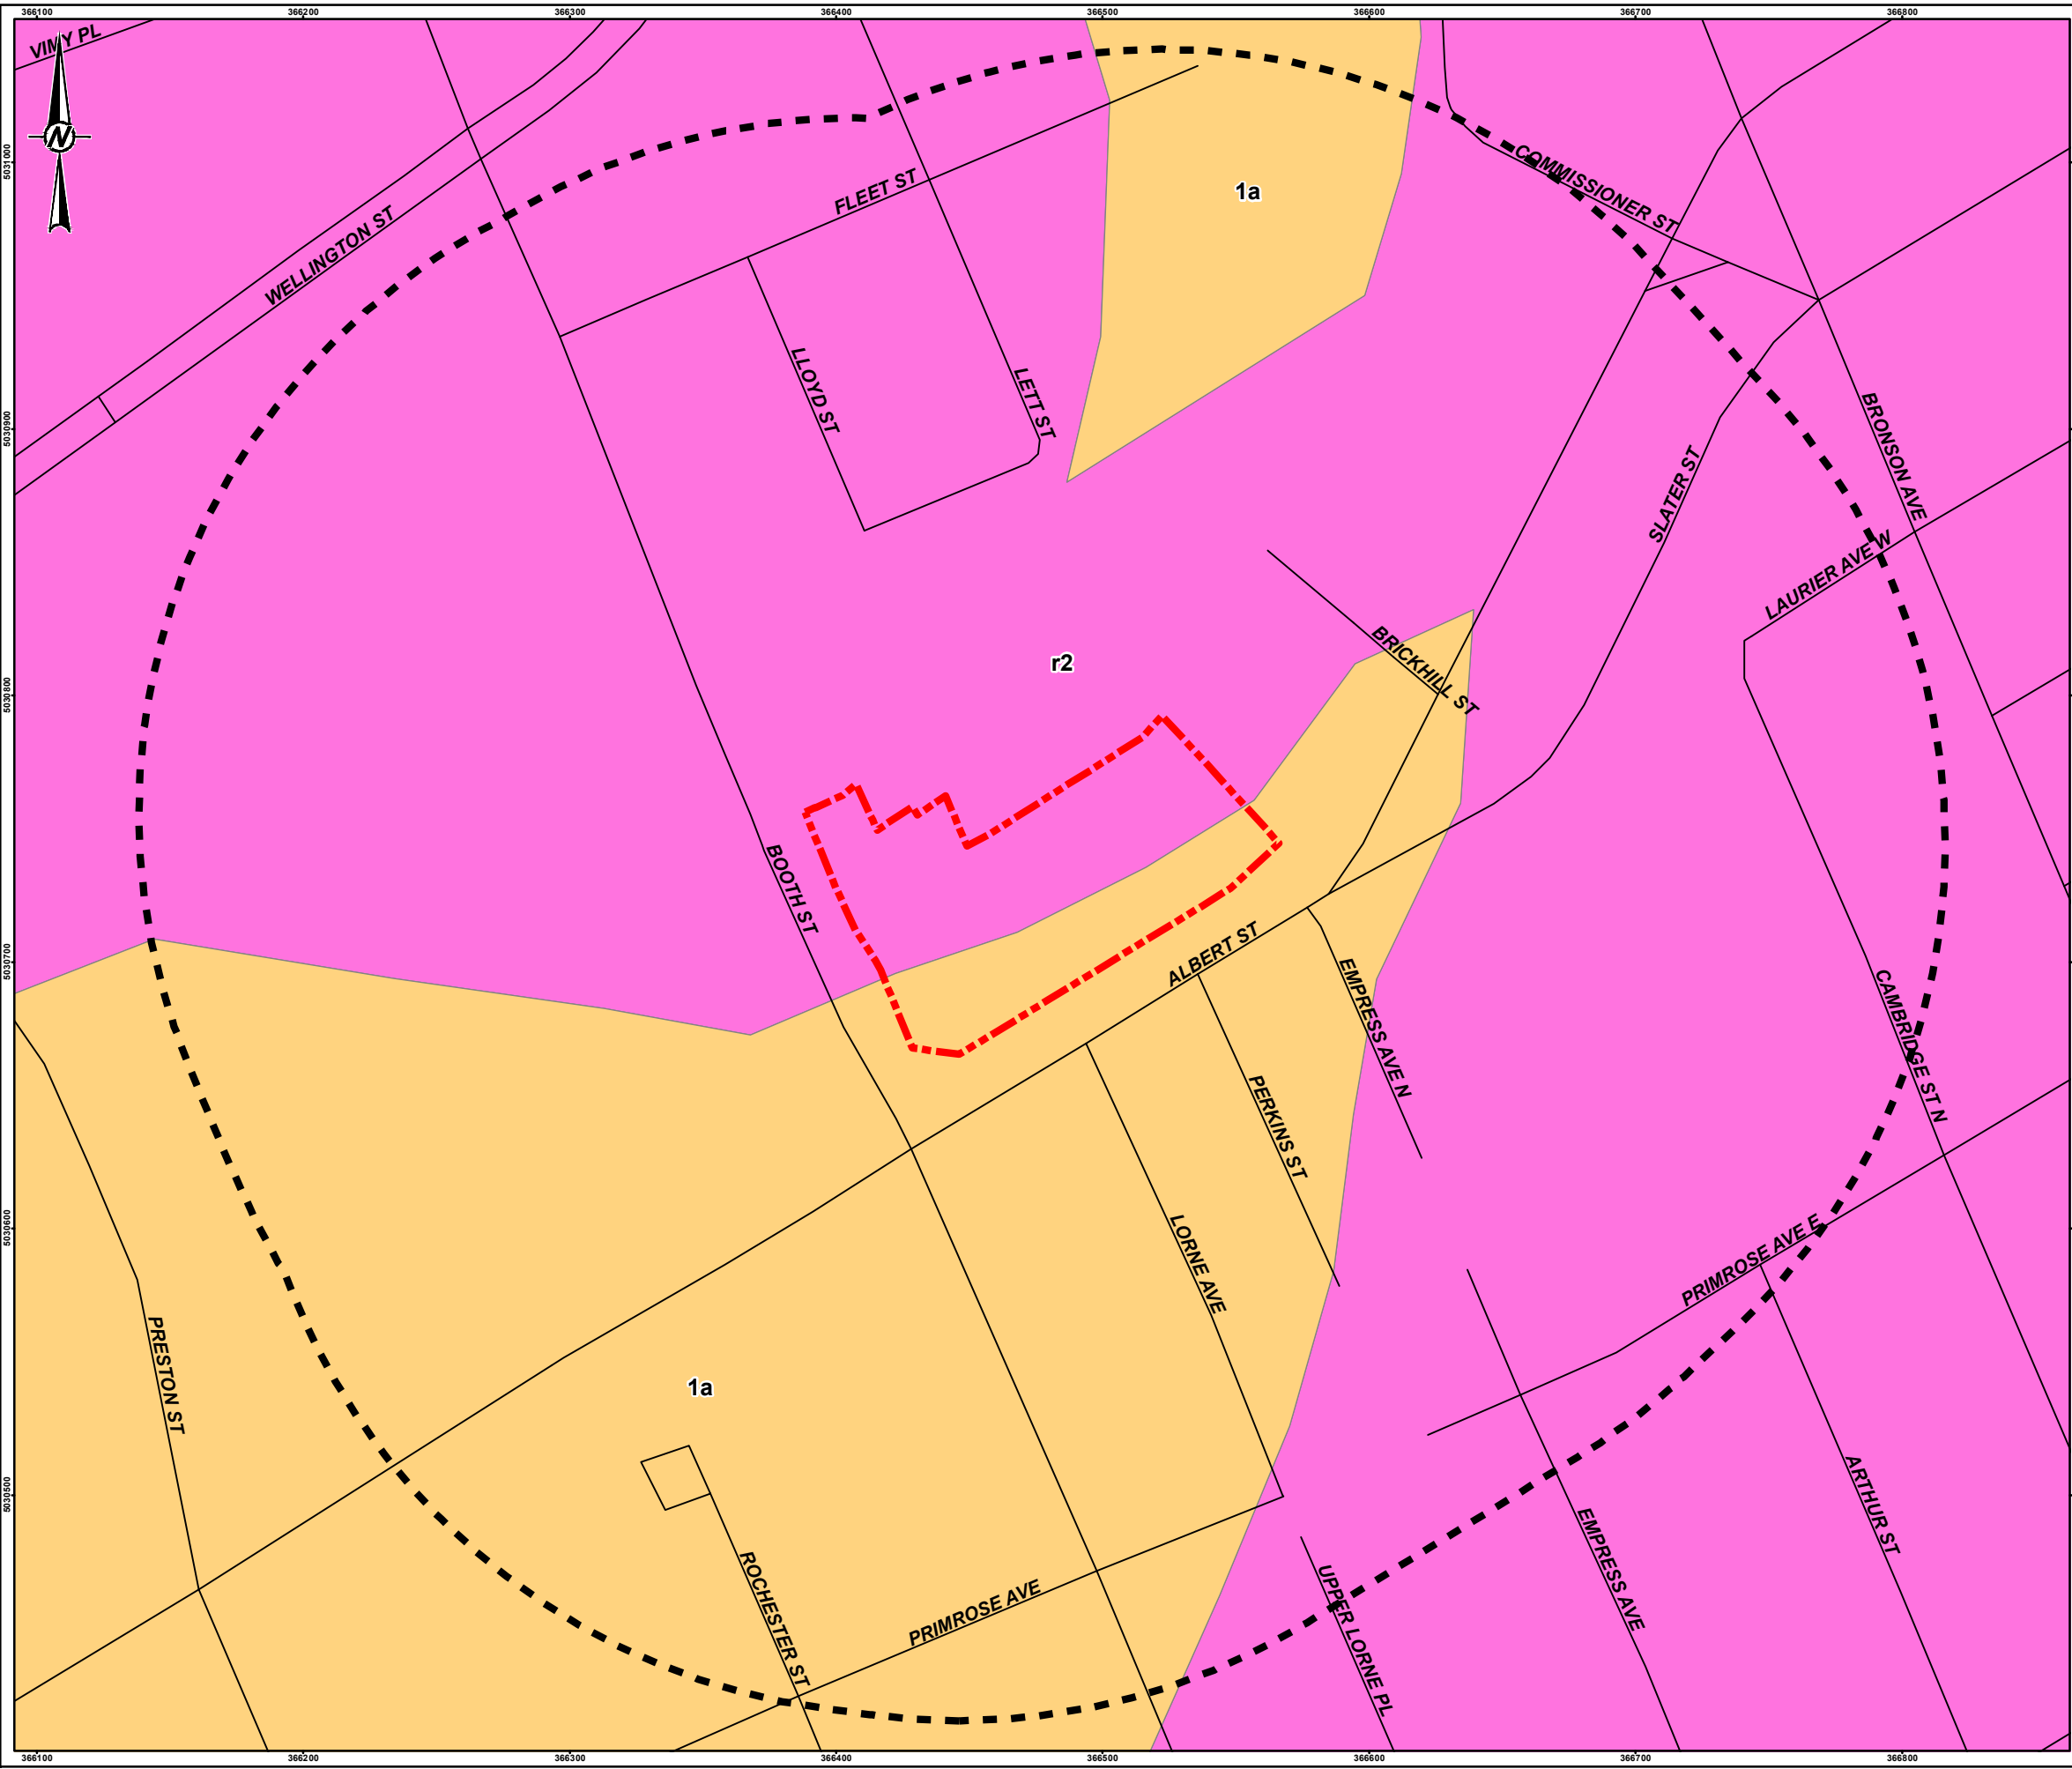 366100 366200 366300 366400 366500 366600 366700 366800
VIMY PL
N
5031000
COMMISSIONER ST
1a
FLEET ST
WELLINGTON ST
LLOYD ST
LETT ST
5030900
BRONSON AVE
SLATER ST
LAURIER AVE W
r2
BRICKHILL ST
5030800
BOOTH ST
ALBERT ST
5030700
EMPRESS AVE N
CAMBRIDGE ST N
PERKINS ST
5030600
LORNE AVE
PRIMROSE AVE E
PRESTON ST
1a
5030500
ARTHUR ST
EMPRESS AVE
ROCHESTER ST
PRIMROSE AVE
UPPER LORNE PL
366100 366200 366300 366400 366500 366600 366700 366800